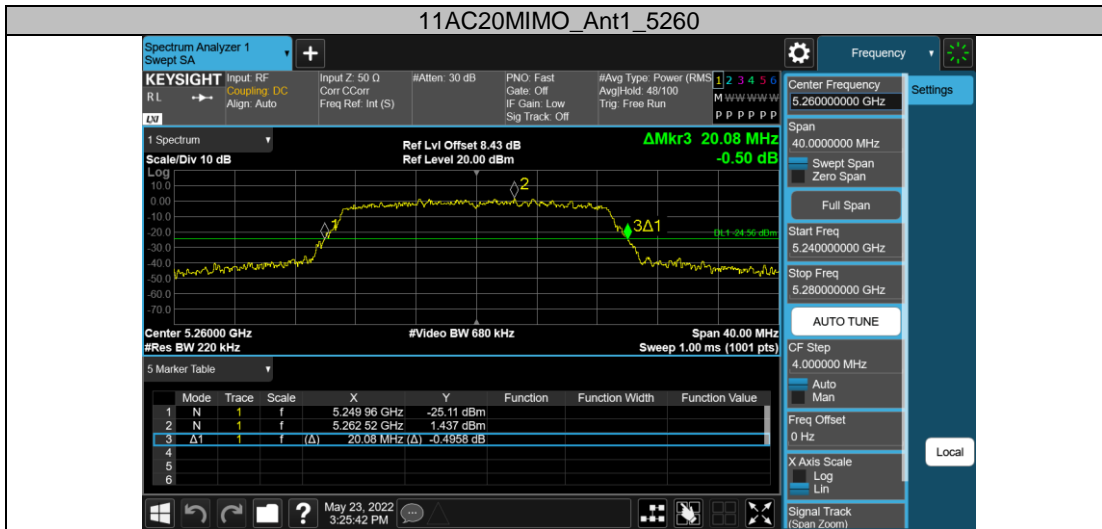 11AC20MIMO_Ant1_5260
Spectrum Analyzer 1
Swept SA
+
Frequency
KEYSIGHT
RL
LXI
Input: RF
Coupling: DC
Align: Auto
Input Z: 50 Ω
Corr CCorr
Freq Ref: Int (S)
#Atten: 30 dB
PNO: Fast
Gate: Off
IF Gain: Low
Sig Track: Off
#Avg Type: Power (RMS
Avg|Hold: 48/100
Trig: Free Run
1 2 3 4 5 6
M W W W W W
P P P P P P
Center Frequency
5.260000000 GHz
Settings
Span
40.0000000 MHz
Swept Span
Zero Span
Full Span
Start Freq
5.240000000 GHz
Stop Freq
5.280000000 GHz
AUTO TUNE
CF Step
4.000000 MHz
Auto
Man
Freq Offset
0 Hz
X Axis Scale
Log
Lin
Signal Track
(Span Zoom)
Local
1 Spectrum
Scale/Div 10 dB
Ref Lvl Offset 8.43 dB
Ref Level 20.00 dBm
ΔMkr3 20.08 MHz
-0.50 dB
Log
10.0
0.00
-10.0
-20.0
-30.0
-40.0
-50.0
-60.0
-70.0
1
2
3Δ1
DL1 -24.56 dBm
Center 5.26000 GHz
#Video BW 680 kHz
Span 40.00 MHz
#Res BW 220 kHz
Sweep 1.00 ms (1001 pts)
5 Marker Table
Mode Trace Scale X Y Function Function Width Function Value
1 N 1 f 5.249 96 GHz -25.11 dBm
2 N 1 f 5.262 52 GHz 1.437 dBm
3 Δ1 1 f (Δ) 20.08 MHz (Δ) -0.4958 dB
4
5
6
?
May 23, 2022
3:25:42 PM